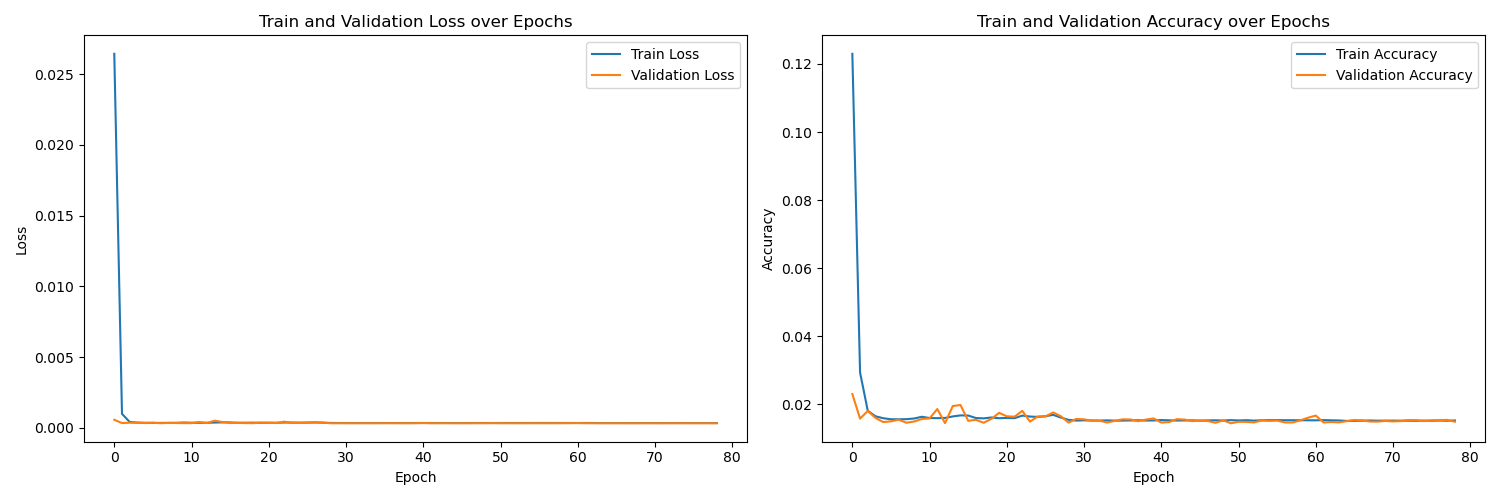 Train and Validation Loss over Epochs
Train Loss
Validation Loss
0.025
0.020
0.015
0.010
0.005
0.000
Loss
0 10 20 30 40 50 60 70 80
Epoch
Train and Validation Accuracy over Epochs
Train Accuracy
Validation Accuracy
0.12
0.10
0.08
0.06
0.04
0.02
Accuracy
0 10 20 30 40 50 60 70 80
Epoch